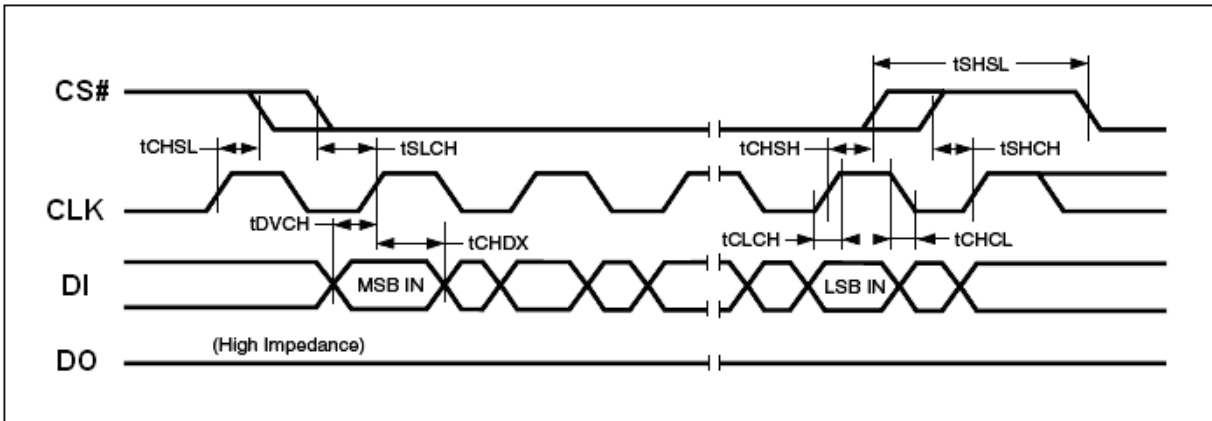 tSHSL
CS#
tCHSL
tSLCH
tCHSH
tSHCH
CLK
tDVCH
tCHDX
tCLCH
tCHCL
DI
MSB IN
LSB IN
(High Impedance)
DO